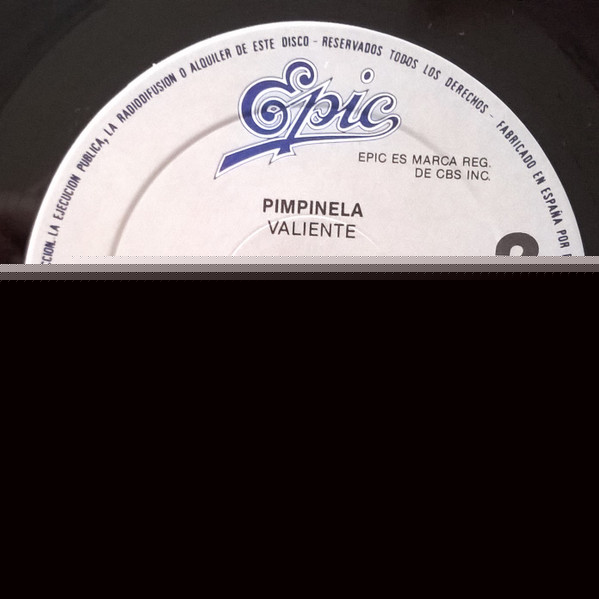 CCION. LA EJECUCION PUBLICA, LA RADIODIFUSION O ALQUILER DE ESTE DISCO - RESERVADOS TODOS LOS DERECHOS - FABRICADO EN ESPAÑA POR
Epic
EPIC ES MARCA REG.
DE CBS INC.
PIMPINELA
VALIENTE